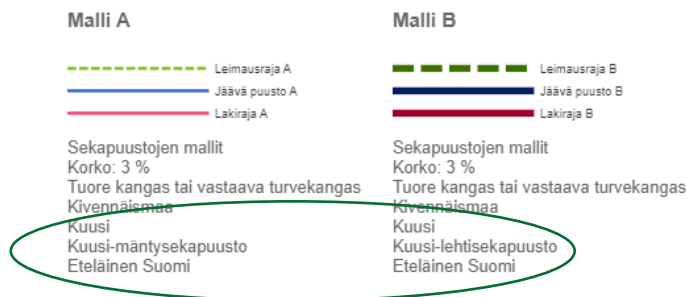 Malli A
Leimausraja A
Jäävä puusto A
Lakiraja A
Sekapuustojen mallit
Korko: 3 %
Tuore kangas tai vastaava turvekangas
Kivennäismaa
Kuusi
Kuusi-mäntysekapuusto
Eteläinen Suomi
Malli B
Leimausraja B
Jäävä puusto B
Lakiraja B
Sekapuustojen mallit
Korko: 3 %
Tuore kangas tai vastaava turvekangas
Kivennäismaa
Kuusi
Kuusi-lehtisekapuusto
Eteläinen Suomi